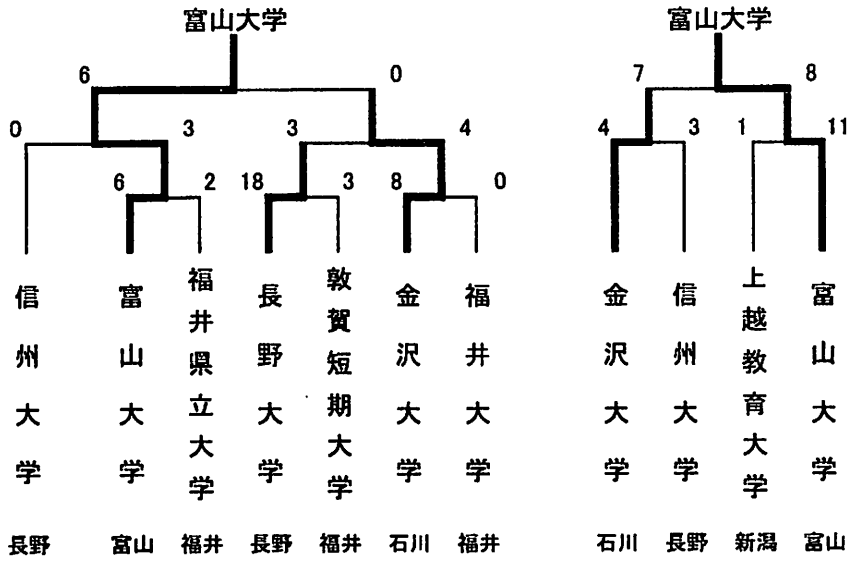 富山大学
富山大学
6
0
7
8
0
3
3
4
4
3
1
11
6
2
18
3
8
0
信州大学
富山大学
福井県立大学
長野大学
敦賀短期大学
金沢大学
福井大学
金沢大学
信州大学
上越教育大学
富山大学
長野
富山
福井
長野
福井
石川
福井
石川
長野
新潟
富山